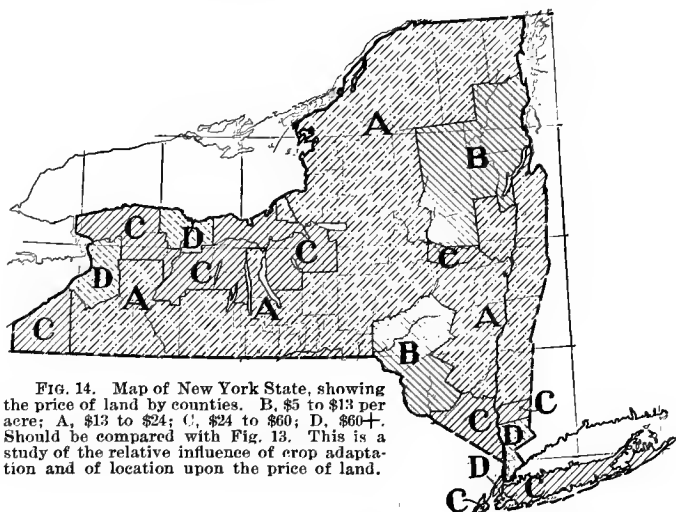 A
B
C
D
C
C
D
C
A
A
A
C
B
C
C
D
D
C
C
FIG. 14. Map of New York State, showing
the price of land by counties. B, $5 to $13 per
acre; A, $13 to $24; C, $24 to $60; D, $60+.
Should be compared with Fig. 13. This is a
study of the relative influence of crop adapta-
tion and of location upon the price of land.